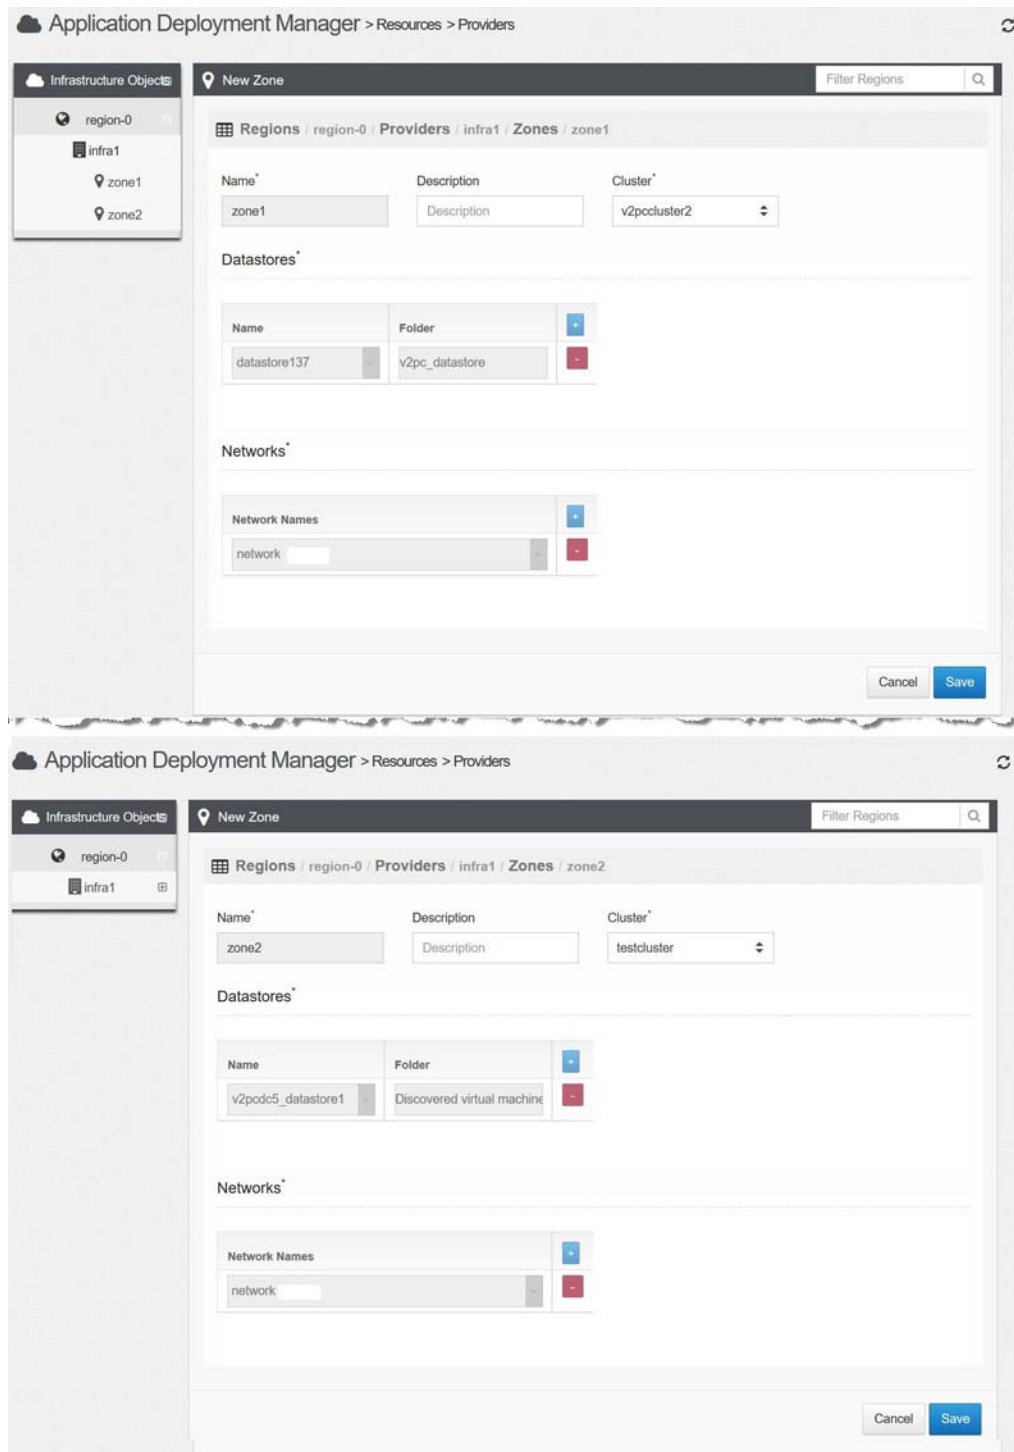 Application Deployment Manager > Resources > Providers
Infrastructure Objects
New Zone
Filter Regions
region-0
infra1
zone1
zone2
Regions / region-0 / Providers / infra1 / Zones / zone1
Name* Description Cluster*
zone1 Description v2pccluster2
Datastores*
Name Folder +
datastore137 v2pc_datastore -
Networks*
Network Names +
network -
Cancel Save
Application Deployment Manager > Resources > Providers
Infrastructure Objects
New Zone
Filter Regions
region-0
infra1
Regions / region-0 / Providers / infra1 / Zones / zone2
Name* Description Cluster*
zone2 Description testcluster
Datastores*
Name Folder +
v2pcdc5_datastore1 Discovered virtual machine -
Networks*
Network Names +
network -
Cancel Save